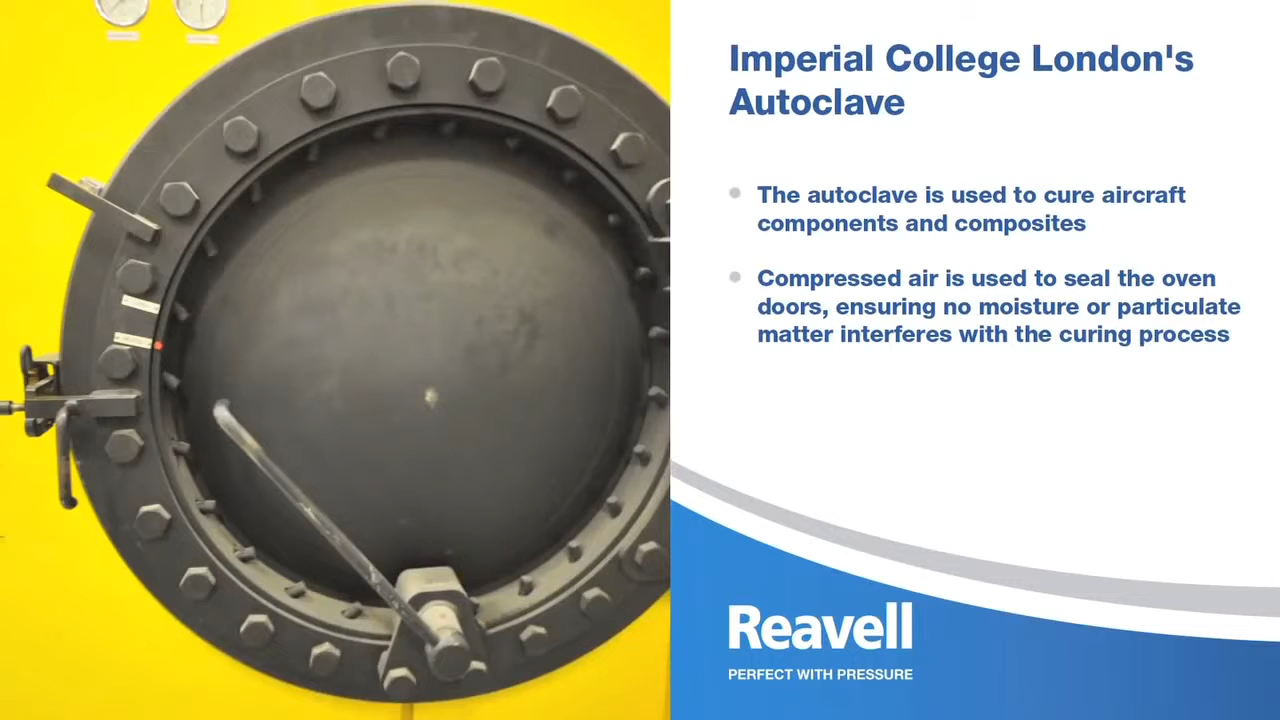 Imperial College London's
Autoclave
The autoclave is used to cure aircraft
components and composites
Compressed air is used to seal the oven
doors, ensuring no moisture or particulate
matter interferes with the curing process
Reavell
PERFECT WITH PRESSURE